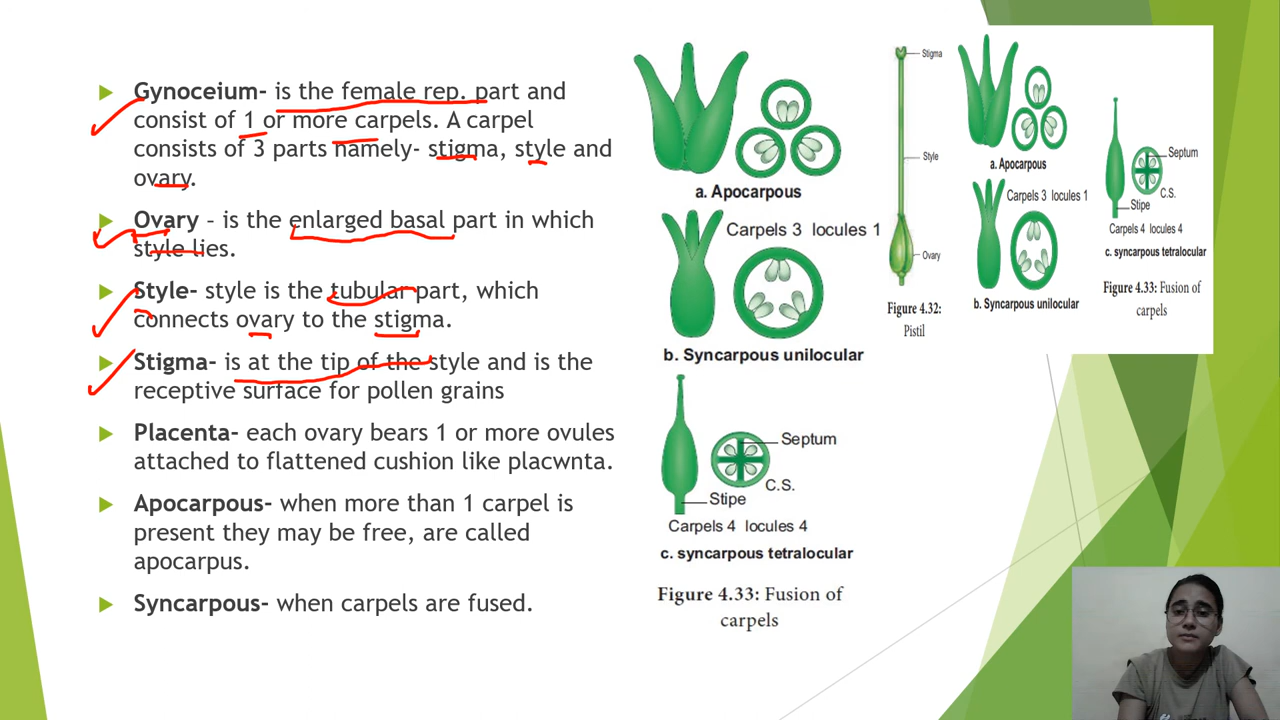 Gynoceium- is the female rep. part and
consist of 1 or more carpels. A carpel
consists of 3 parts namely- stigma, style and
ovary.
Ovary – is the enlarged basal part in which
style lies.
Style- style is the tubular part, which
connects ovary to the stigma.
Stigma- is at the tip of the style and is the
receptive surface for pollen grains
Placenta- each ovary bears 1 or more ovules
attached to flattened cushion like placwnta.
Apocarpous- when more than 1 carpel is
present they may be free, are called
apocarpus.
Syncarpous- when carpels are fused.
a. Apocarpous
Carpels 3 locules 1
b. Syncarpous unilocular
Septum
C.S.
Stipe
Carpels 4 locules 4
c. syncarpous tetralocular
Figure 4.33: Fusion of
carpels
Stigma
Style
Ovary
Figure 4.32:
Pistil
a. Apocarpous
Carpels 3 locules 1
b. Syncarpous unilocular
Septum
C.S.
Stipe
Carpels 4 locules 4
c. syncarpous tetralocular
Figure 4.33: Fusion of
carpels